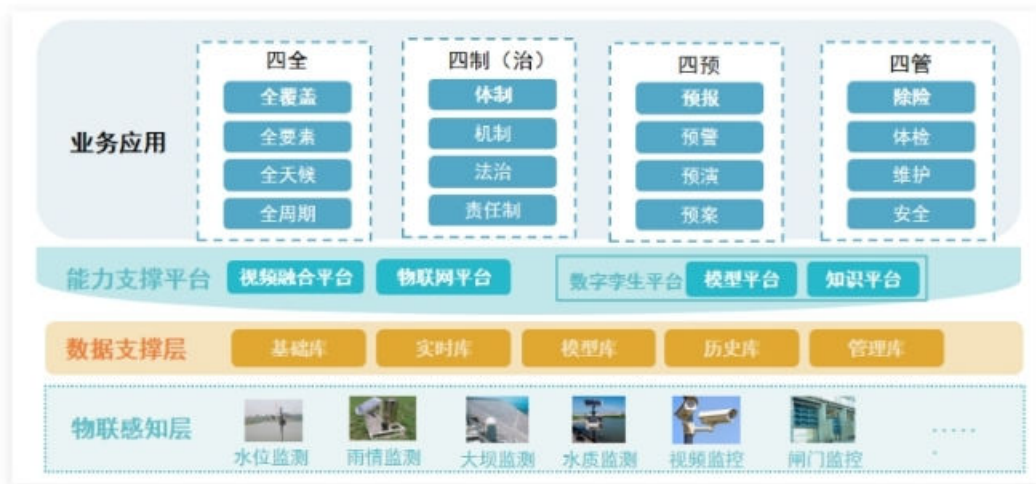 业务应用
四全
全覆盖
全要素
全天候
全周期
四制（治）
体制
机制
法治
责任制
四预
预报
预警
预演
预案
四管
除险
体检
维护
安全
能力支撑平台
视频融合平台
物联网平台
数字孪生平台
模型平台
知识平台
数据支撑层
基础库
实时库
模型库
历史库
管理库
物联感知层
水位监测
雨情监测
大坝监测
水质监测
视频监控
闸门监控
......